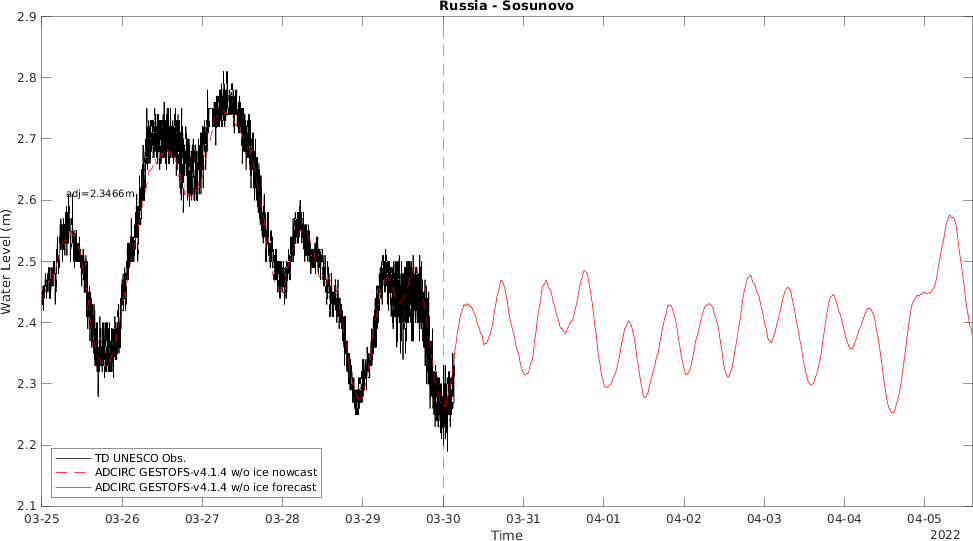 Russia - Sosunovo
2.9
2.8
2.7
2.6
2.5
2.4
2.3
2.2
2.1
Water Level (m)
adj=2.3466m
TD UNESCO Obs.
ADCIRC GESTOFS-v4.1.4 w/o ice nowcast
ADCIRC GESTOFS-v4.1.4 w/o ice forecast
03-25 03-26 03-27 03-28 03-29 03-30 03-31 04-01 04-02 04-03 04-04 04-05
Time
2022